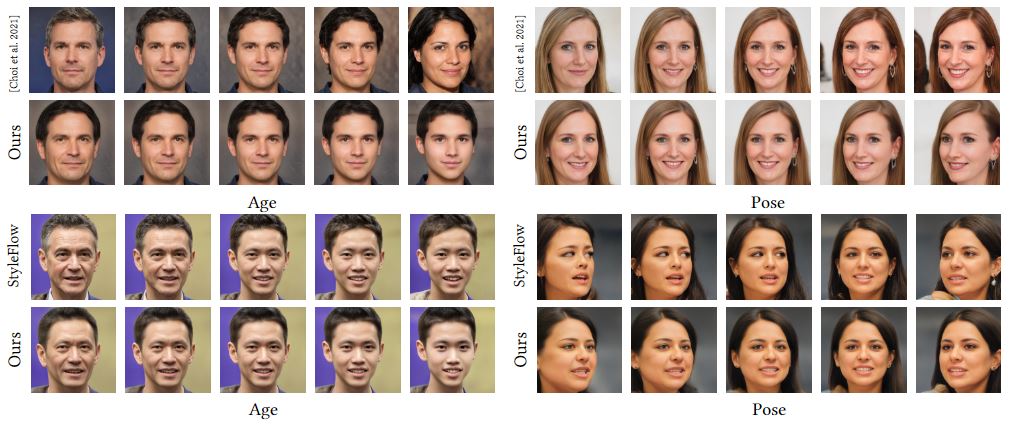 [Choi et al. 2021]
[Choi et al. 2021]
Ours
Ours
Age
Pose
StyleFlow
StyleFlow
Ours
Ours
Age
Pose